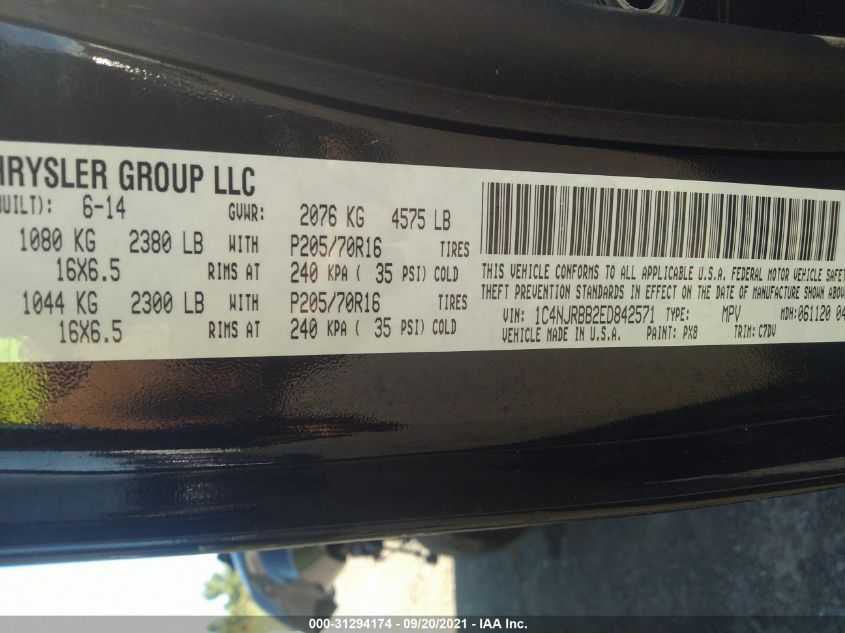 HRYSLER GROUP LLC
UILT): 6-14 GVWR: 2076 KG 4575 LB
1080 KG 2380 LB WITH P205/70R16 TIRES
16X6.5 RIMS AT 240 KPA ( 35 PSI) COLD
1044 KG 2300 LB WITH P205/70R16 TIRES
16X6.5 RIMS AT 240 KPA ( 35 PSI) COLD
THIS VEHICLE CONFORMS TO ALL APPLICABLE U.S.A. FEDERAL MOTOR VEHICLE SAFET
THEFT PREVENTION STANDARDS IN EFFECT ON THE DATE OF MANUFACTURE SHOWN ABOV
VIN: 1C4NJRBB2ED842571 TYPE: MPV MDH:061120 04
VEHICLE MADE IN U.S.A. PAINT: PX8 TRIM: C7DV
000-31294174 - 09/20/2021 - IAA Inc.